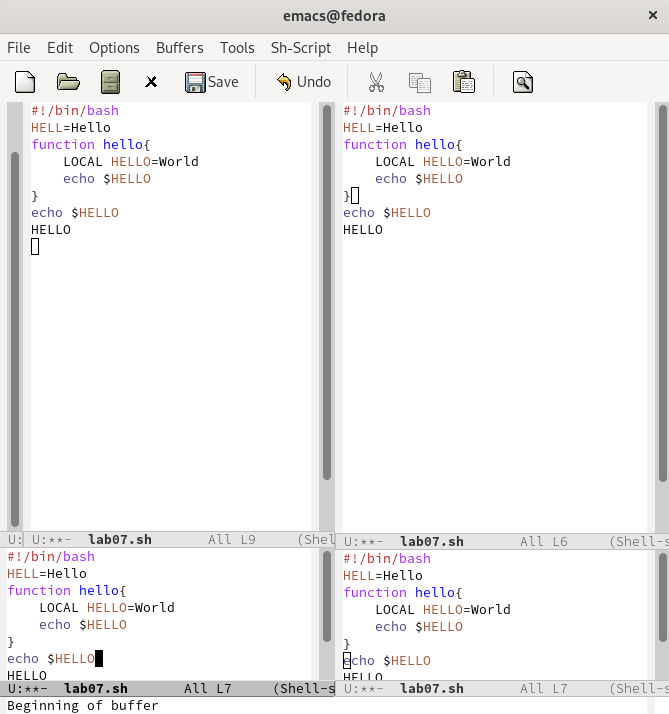 emacs@fedora ×
File Edit Options Buffers Tools Sh-Script Help
Save Undo
#!/bin/bash
HELL=Hello
function hello{
    LOCAL HELLO=World
    echo $HELLO
}
echo $HELLO
HELLO
U: U:**- lab07.sh All L9 (Shel
#!/bin/bash
HELL=Hello
function hello{
    LOCAL HELLO=World
    echo $HELLO
}
echo $HELLO
HELLO
U:**- lab07.sh All L6 (Shell-s
#!/bin/bash
HELL=Hello
function hello{
    LOCAL HELLO=World
    echo $HELLO
}
echo $HELLO
HELLO
U:**- lab07.sh All L7 (Shell-s
#!/bin/bash
HELL=Hello
function hello{
    LOCAL HELLO=World
    echo $HELLO
}
echo $HELLO
HELLO
U:**- lab07.sh All L7 (Shell-s
Beginning of buffer